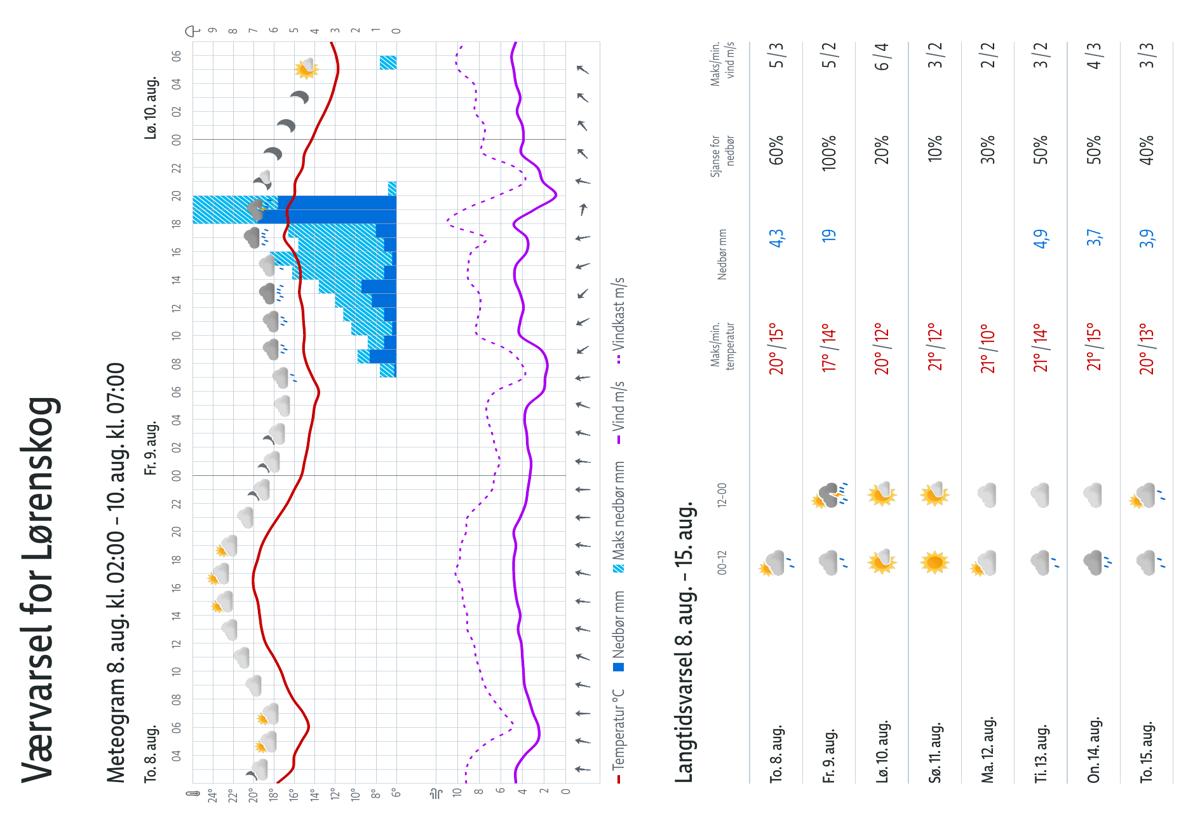 Værvarsel for Lørenskog
Meteogram 8. aug. kl. 02:00 – 10. aug. kl. 07:00
To. 8. aug. Fr. 9. aug. Lø. 10. aug.
04 06 08 10 12 14 16 18 20 22 00 02 04 06 08 10 12 14 16 18 20 22 00 02 04 06
24° 9
22° 8
20° 7
18° 6
16° 5
14° 4
12° 3
10° 2
8° 1
6° 0
10
8
6
4
2
0
Temperatur °C Nedbør mm Maks nedbør mm Vind m/s Vindkast m/s
Langtidsvarsel 8. aug. – 15. aug.
00–12 12–00 Maks/min. temperatur Nedbør mm Sjanse for nedbør Maks/min. vind m/s
To. 8. aug. 20° / 15° 4,3 60% 5 / 3
Fr. 9. aug. 17° / 14° 19 100% 5 / 2
Lø. 10. aug. 20° / 12° 20% 6 / 4
Sø. 11. aug. 21° / 12° 10% 3 / 2
Ma. 12. aug. 21° / 10° 30% 2 / 2
Ti. 13. aug. 21° / 14° 4,9 50% 3 / 2
On. 14. aug. 21° / 15° 3,7 50% 4 / 3
To. 15. aug. 20° / 13° 3,9 40% 3 / 3